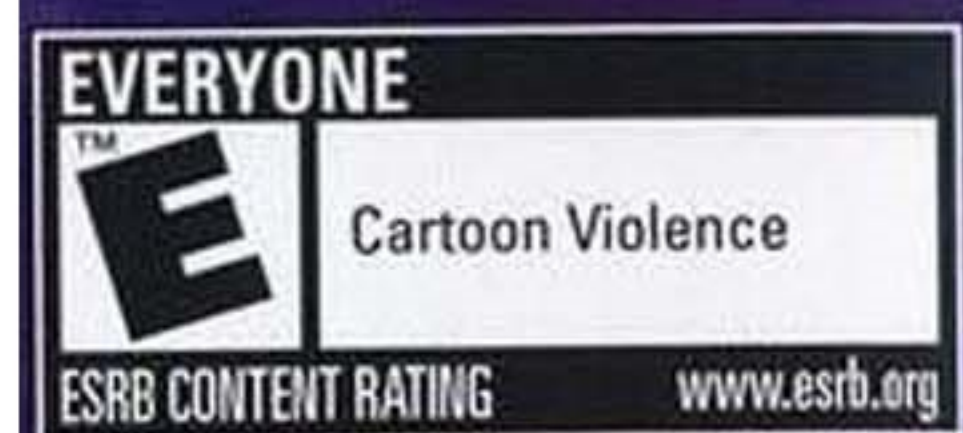 EVERYONE
TM
E
Cartoon Violence
ESRB CONTENT RATING www.esrb.org